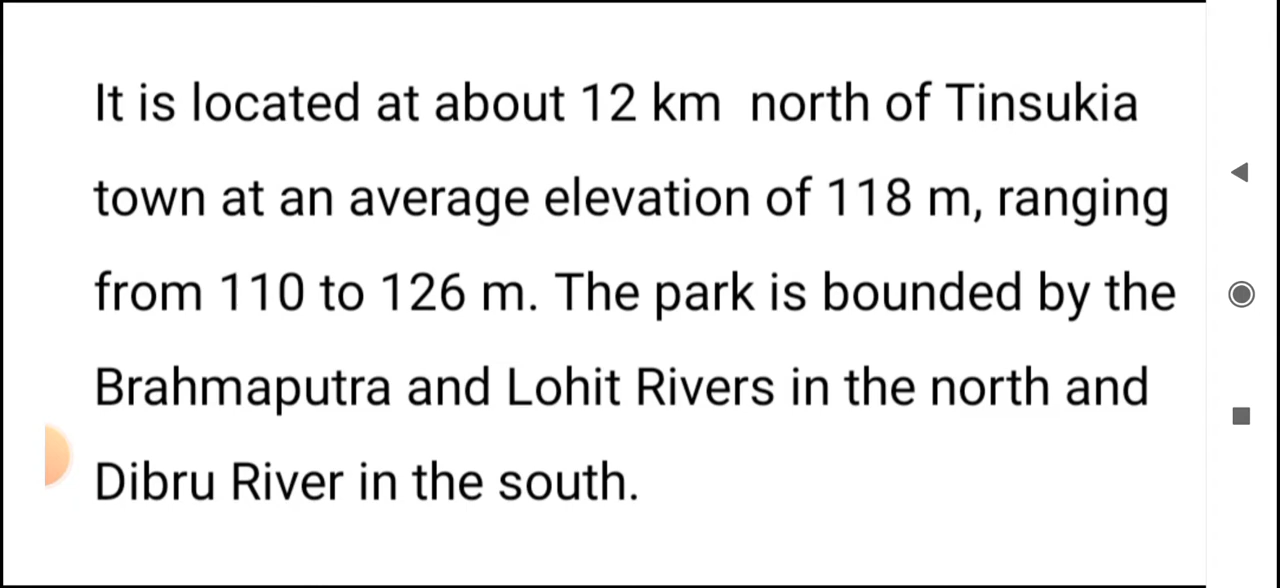 It is located at about 12 km  north of Tinsukia
town at an average elevation of 118 m, ranging
from 110 to 126 m. The park is bounded by the
Brahmaputra and Lohit Rivers in the north and
Dibru River in the south.